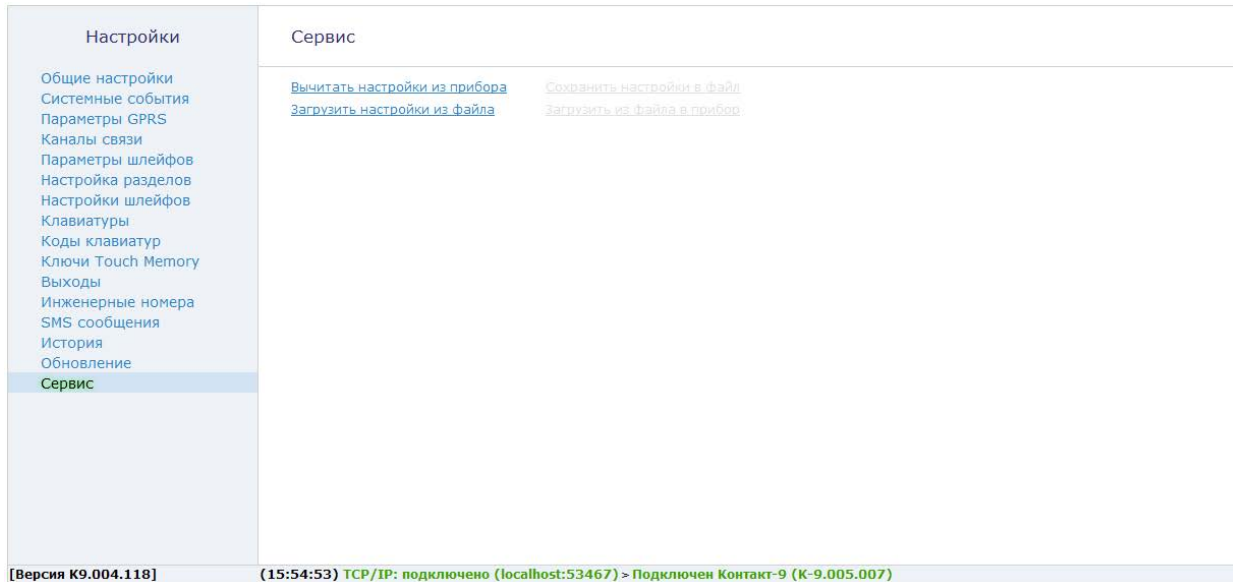 Настройки
Общие настройки
Системные события
Параметры GPRS
Каналы связи
Параметры шлейфов
Настройка разделов
Настройки шлейфов
Клавиатуры
Коды клавиатур
Ключи Touch Memory
Выходы
Инженерные номера
SMS сообщения
История
Обновление
Сервис
Сервис
Вычитать настройки из прибора Сохранить настройки в файл
Загрузить настройки из файла Загрузить из файла в прибор
[Версия K9.004.118] (15:54:53) TCP/IP: подключено (localhost:53467) > Подключен Контакт-9 (K-9.005.007)